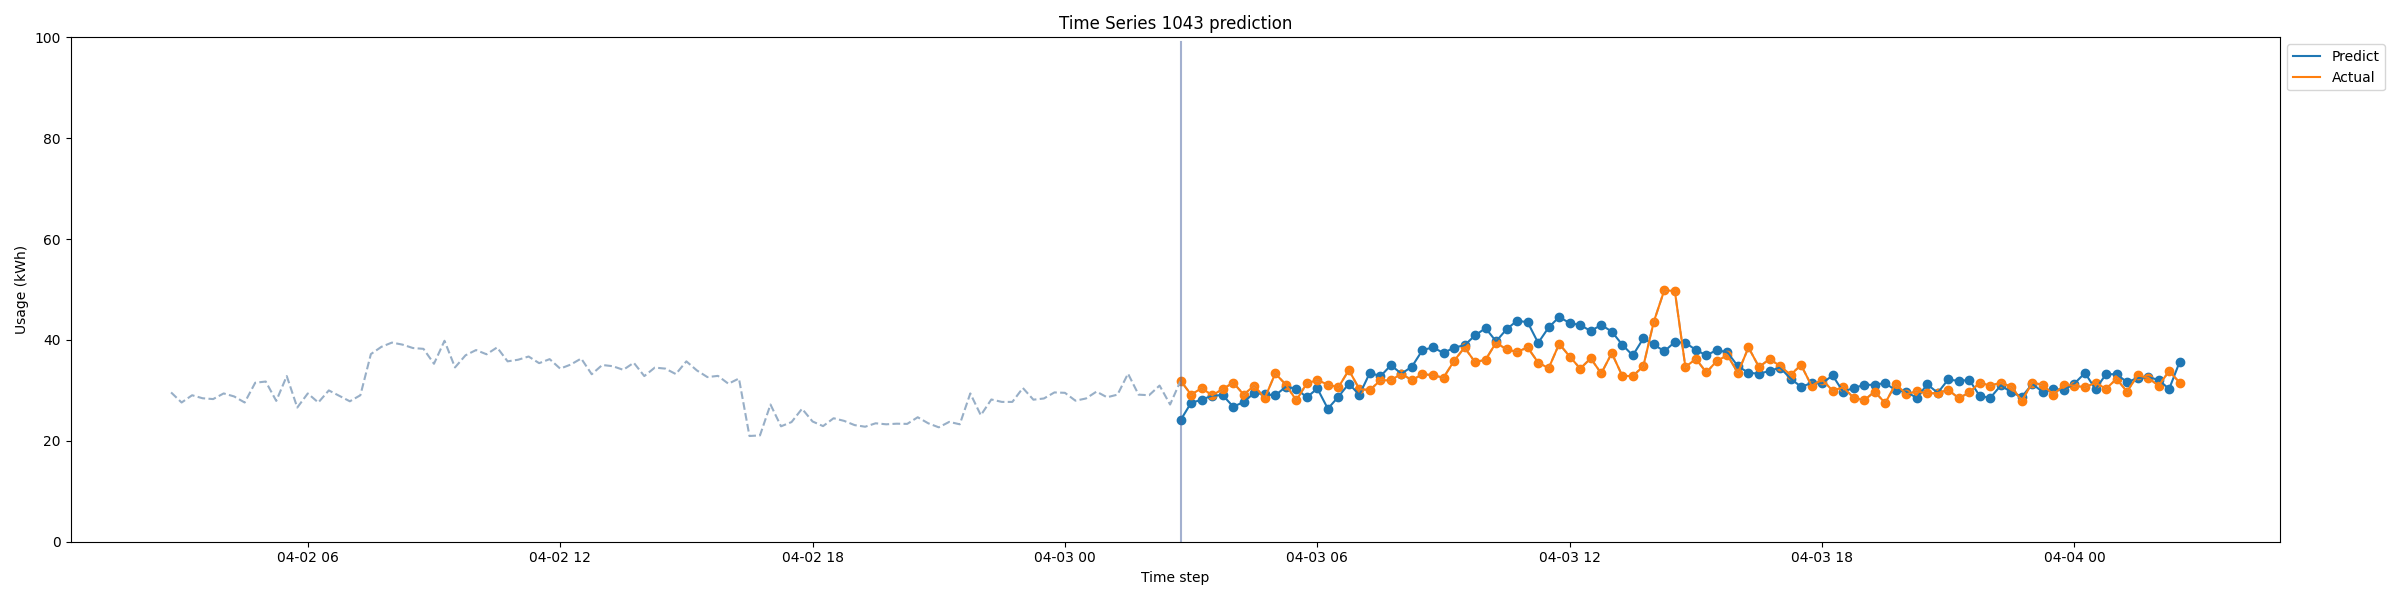 Time Series 1043 prediction
100
80
60
40
20
0
Usage (kWh)
Predict
Actual
04-02 06
04-02 12
04-02 18
04-03 00
04-03 06
04-03 12
04-03 18
04-04 00
Time step